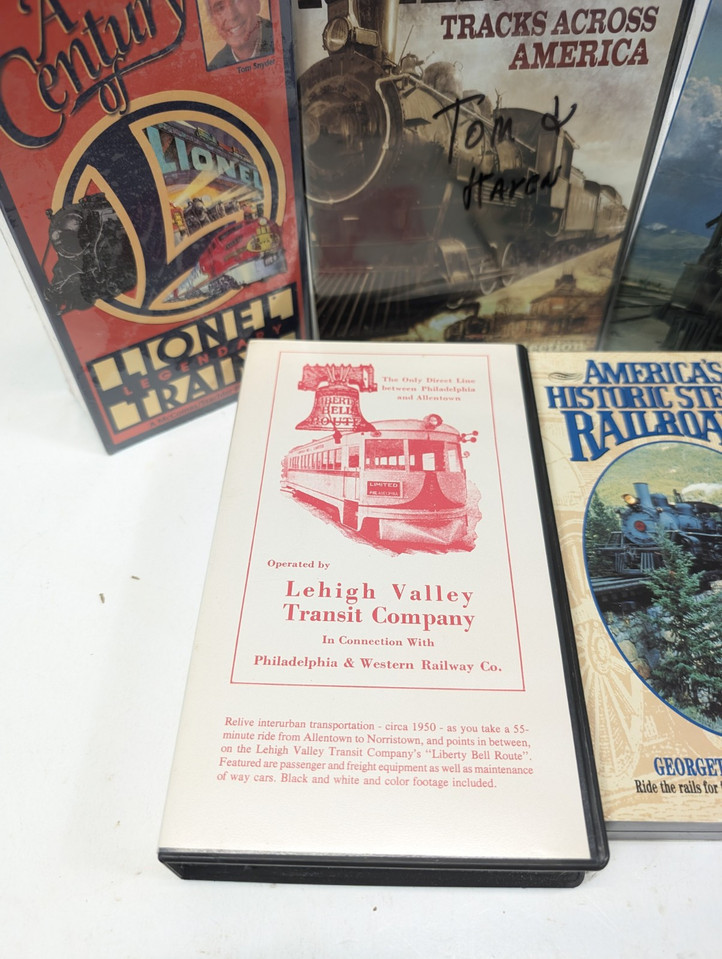 A
Century
of
Tom Snyder
LIONEL
LIONEL
LEGENDARY
TRAINS
TRACKS ACROSS
AMERICA
TOM &
HAVEN
The Only Direct Line
between Philadelphia
and Allentown
LIBERTY
BELL
ROUTE
LIMITED
Operated by
Lehigh Valley
Transit Company
In Connection With
Philadelphia & Western Railway Co.
Relive interurban transportation - circa 1950 - as you take a 55-
minute ride from Allentown to Norristown, and points in between,
on the Lehigh Valley Transit Company's "Liberty Bell Route".
Featured are passenger and freight equipment as well as maintenance
of way cars. Black and white and color footage included.
AMERICA'S
HISTORIC STE
RAILROA
GEORGET
Ride the rails for